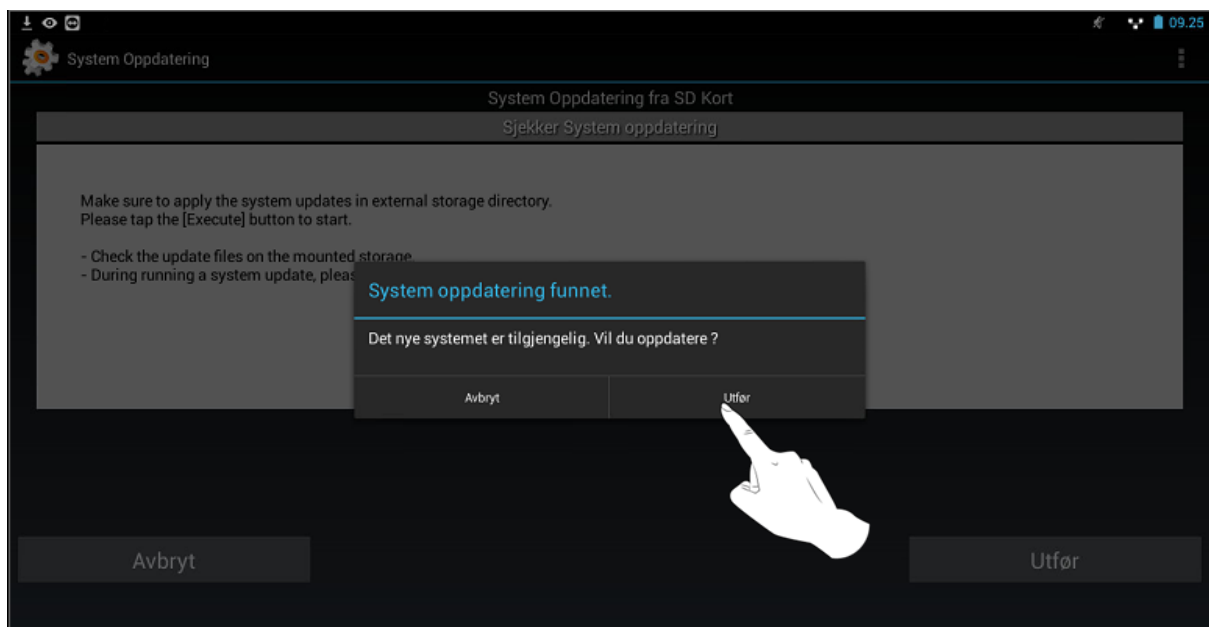 09.25
System Oppdatering
System Oppdatering fra SD Kort
Sjekker System oppdatering
Make sure to apply the system updates in external storage directory.
Please tap the [Execute] button to start.
- Check the update files on the mounted storage.
- During running a system update, pleas
System oppdatering funnet.
Det nye systemet er tilgjengelig. Vil du oppdatere ?
Avbryt
Utfør
Avbryt
Utfør